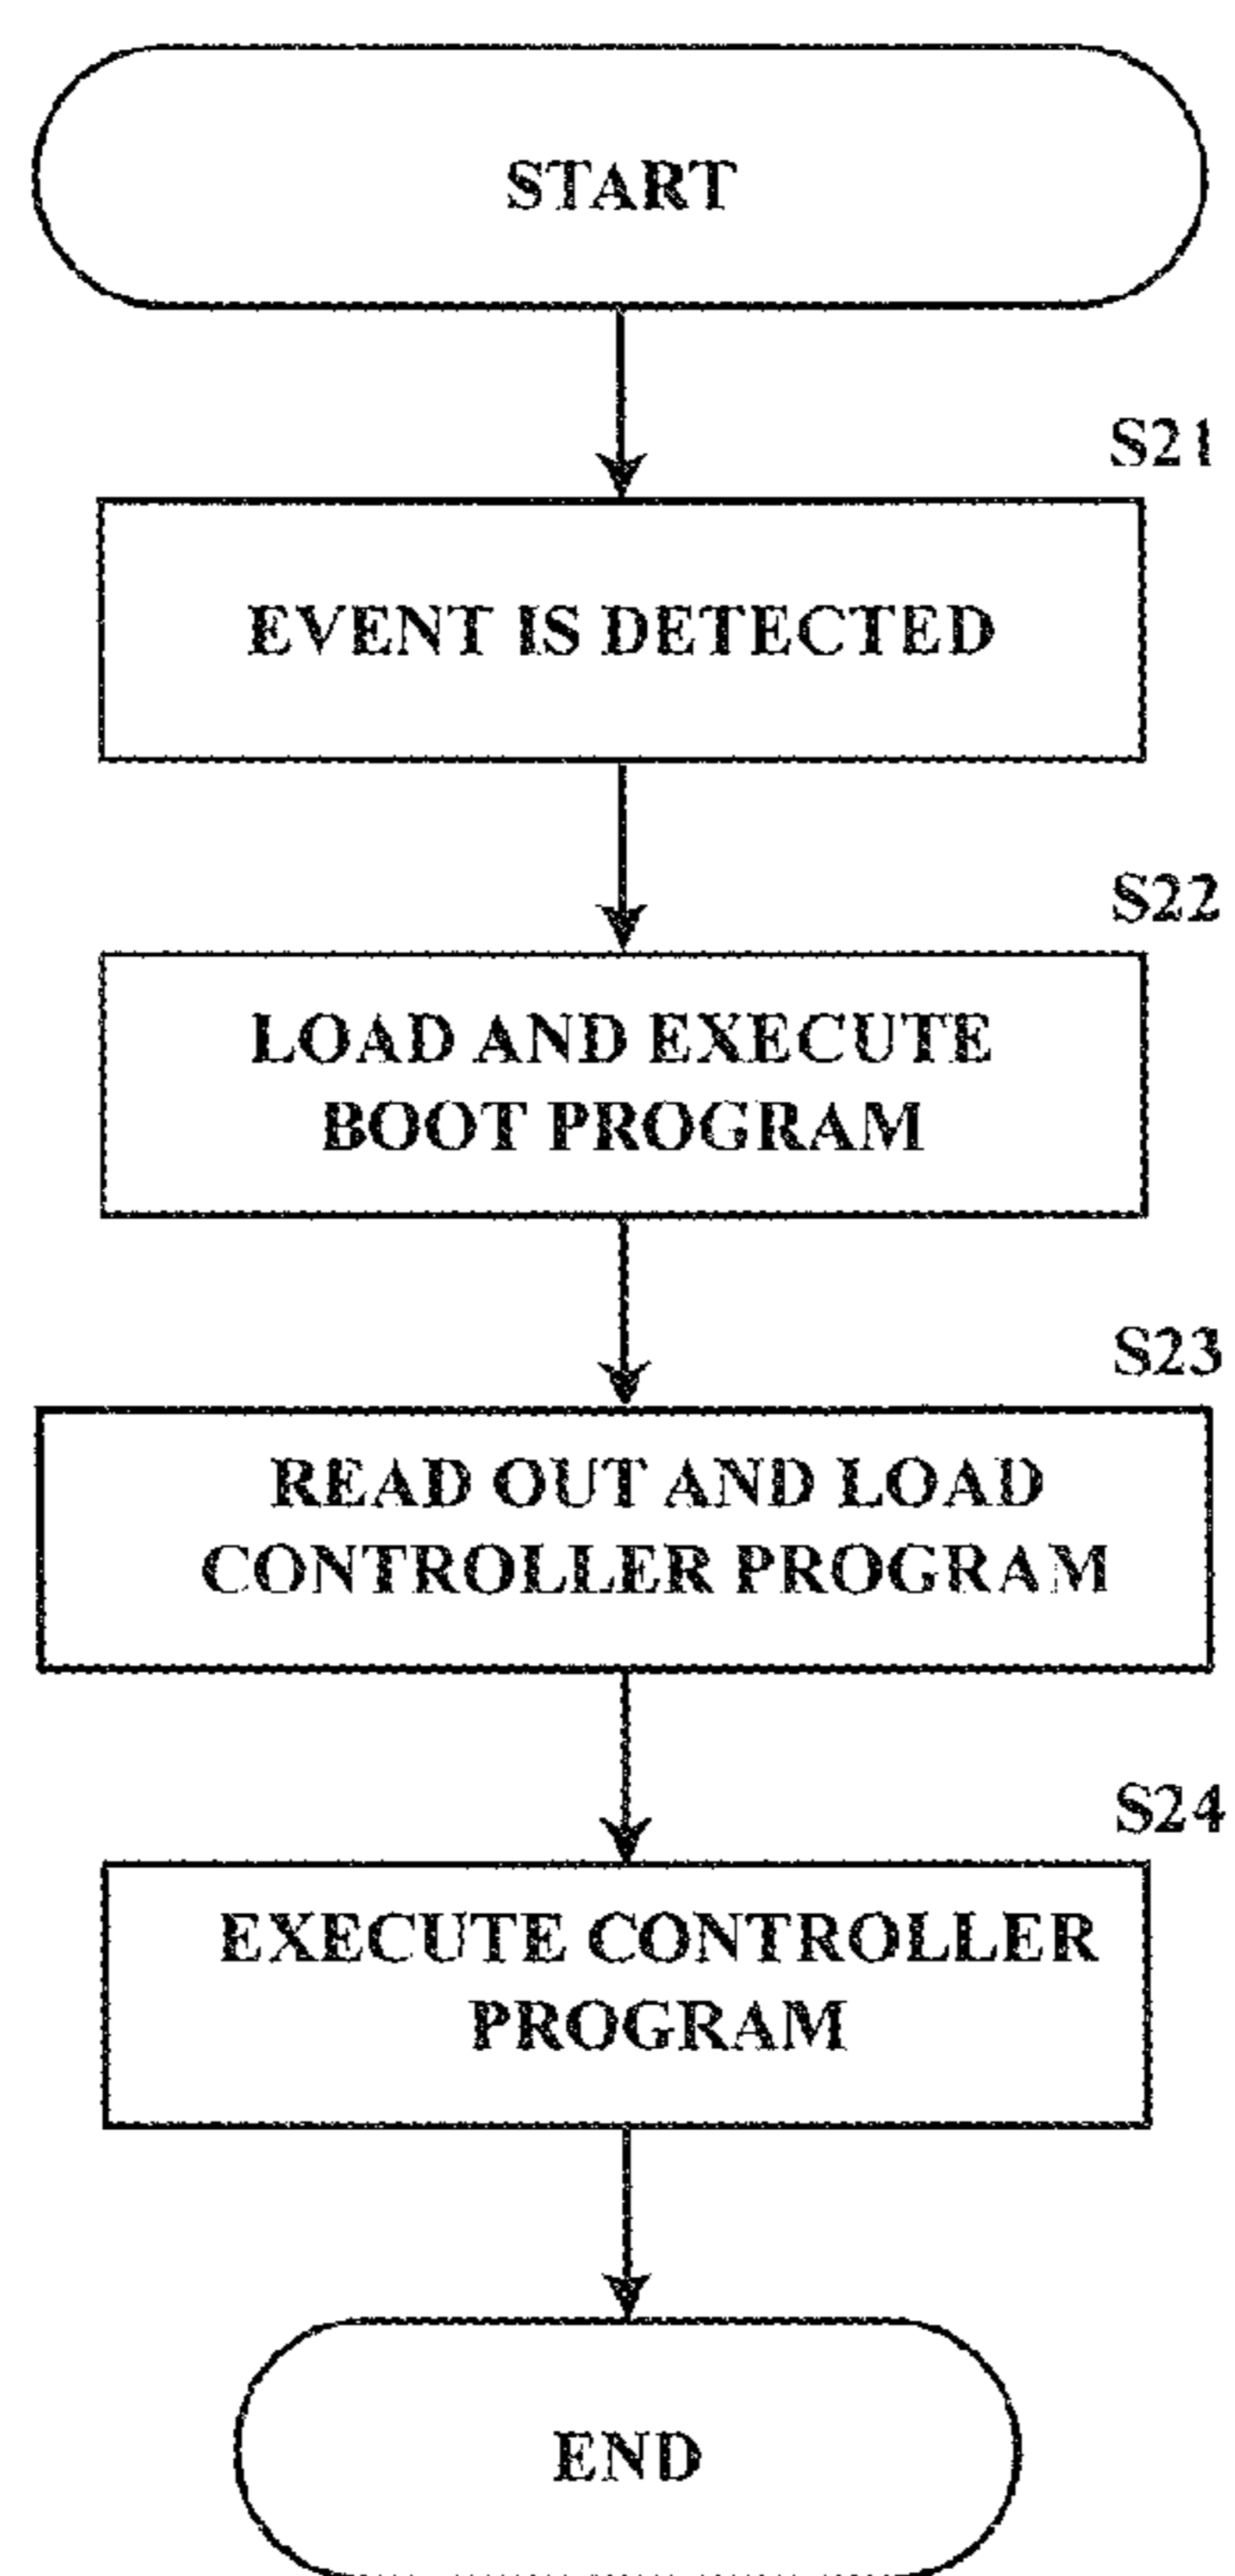 START
S21
EVENT IS DETECTED
S22
LOAD AND EXECUTE
BOOT PROGRAM
S23
READ OUT AND LOAD
CONTROLLER PROGRAM
S24
EXECUTE CONTROLLER
PROGRAM
END